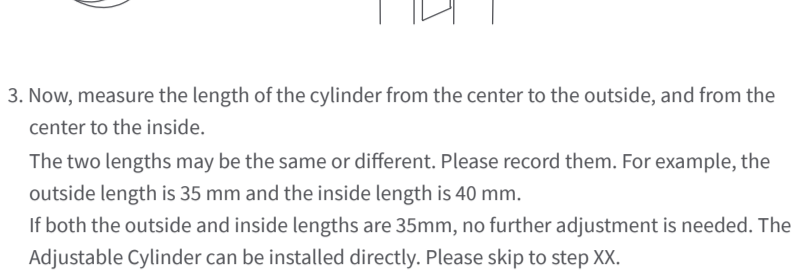 3. Now, measure the length of the cylinder from the center to the outside, and from the
center to the inside.
The two lengths may be the same or different. Please record them. For example, the
outside length is 35 mm and the inside length is 40 mm.
If both the outside and inside lengths are 35mm, no further adjustment is needed. The
Adjustable Cylinder can be installed directly. Please skip to step XX.